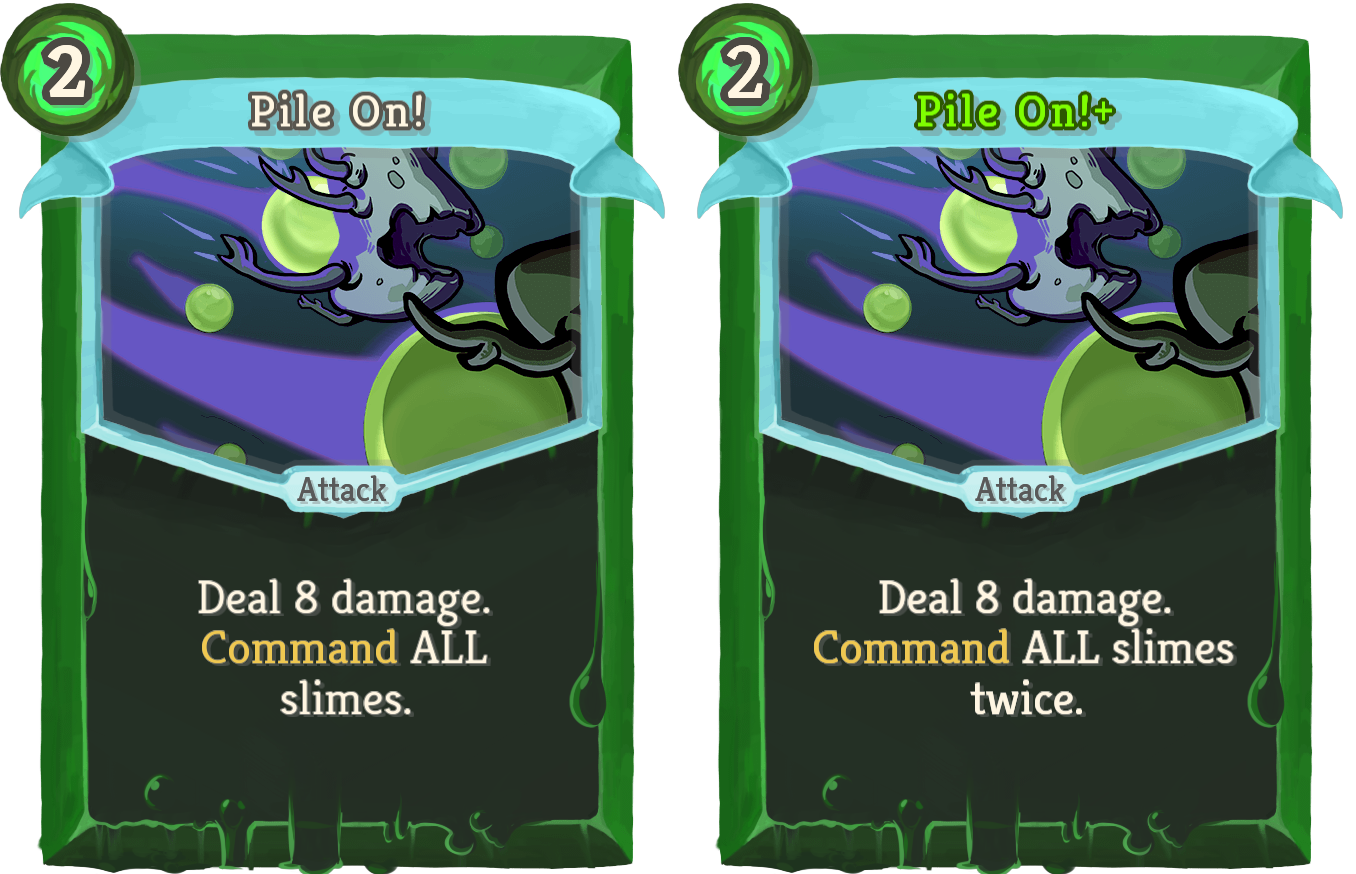 2
Pile On!
Attack
Deal 8 damage.
Command ALL
slimes.
2
Pile On!+
Attack
Deal 8 damage.
Command ALL slimes
twice.